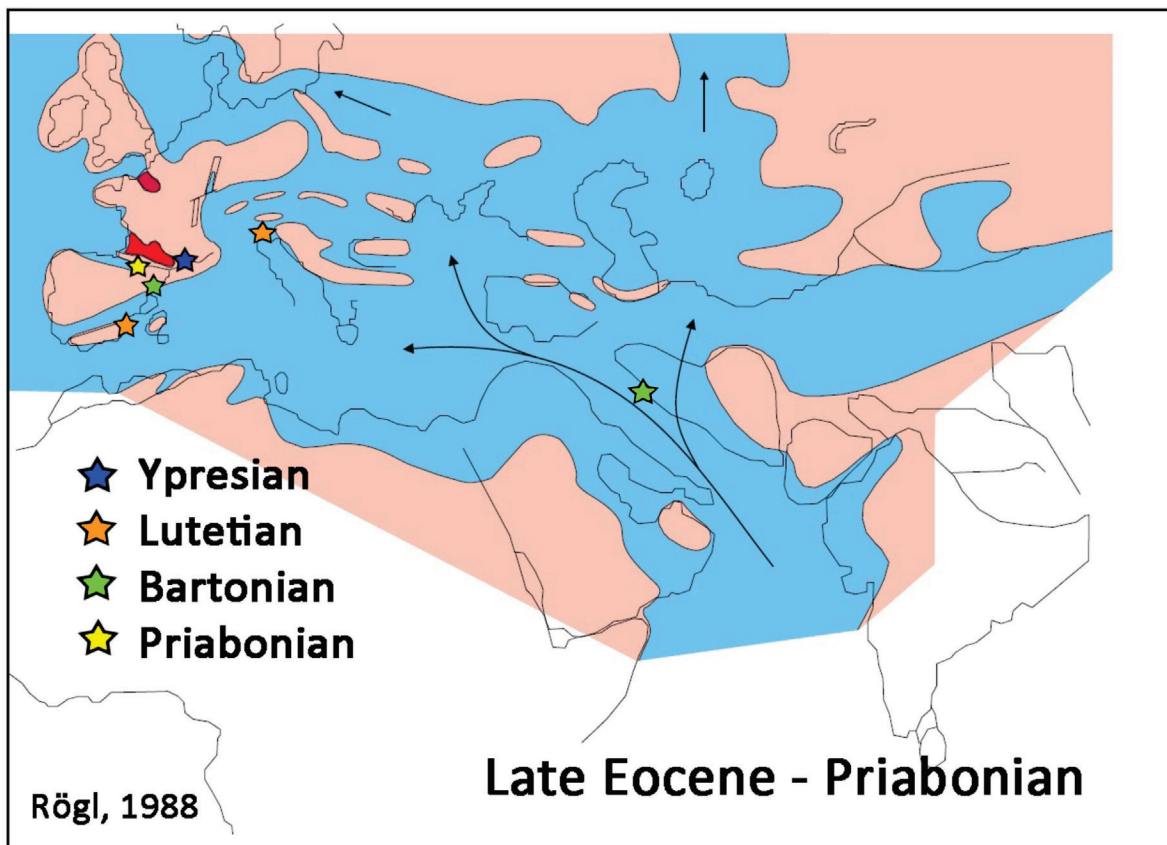 Ypresian
Lutetian
Bartonian
Priabonian
Late Eocene - Priabonian
Rögl, 1988